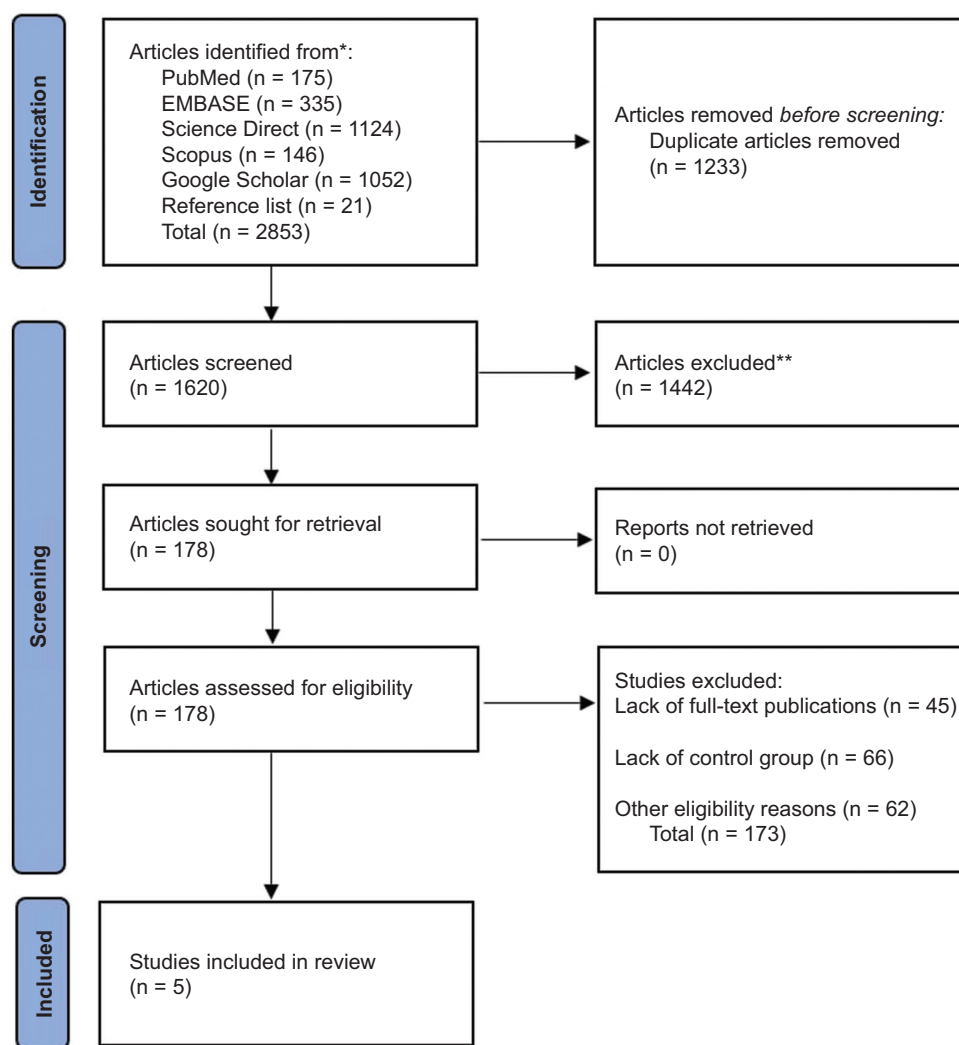 Identification
Articles identified from*:
PubMed (n = 175)
EMBASE (n = 335)
Science Direct (n = 1124)
Scopus (n = 146)
Google Scholar (n = 1052)
Reference list (n = 21)
Total (n = 2853)
Articles removed before screening:
Duplicate articles removed
(n = 1233)
Screening
Articles screened
(n = 1620)
Articles excluded**
(n = 1442)
Articles sought for retrieval
(n = 178)
Reports not retrieved
(n = 0)
Articles assessed for eligibility
(n = 178)
Studies excluded:
Lack of full-text publications (n = 45)
Lack of control group (n = 66)
Other eligibility reasons (n = 62)
Total (n = 173)
Included
Studies included in review
(n = 5)